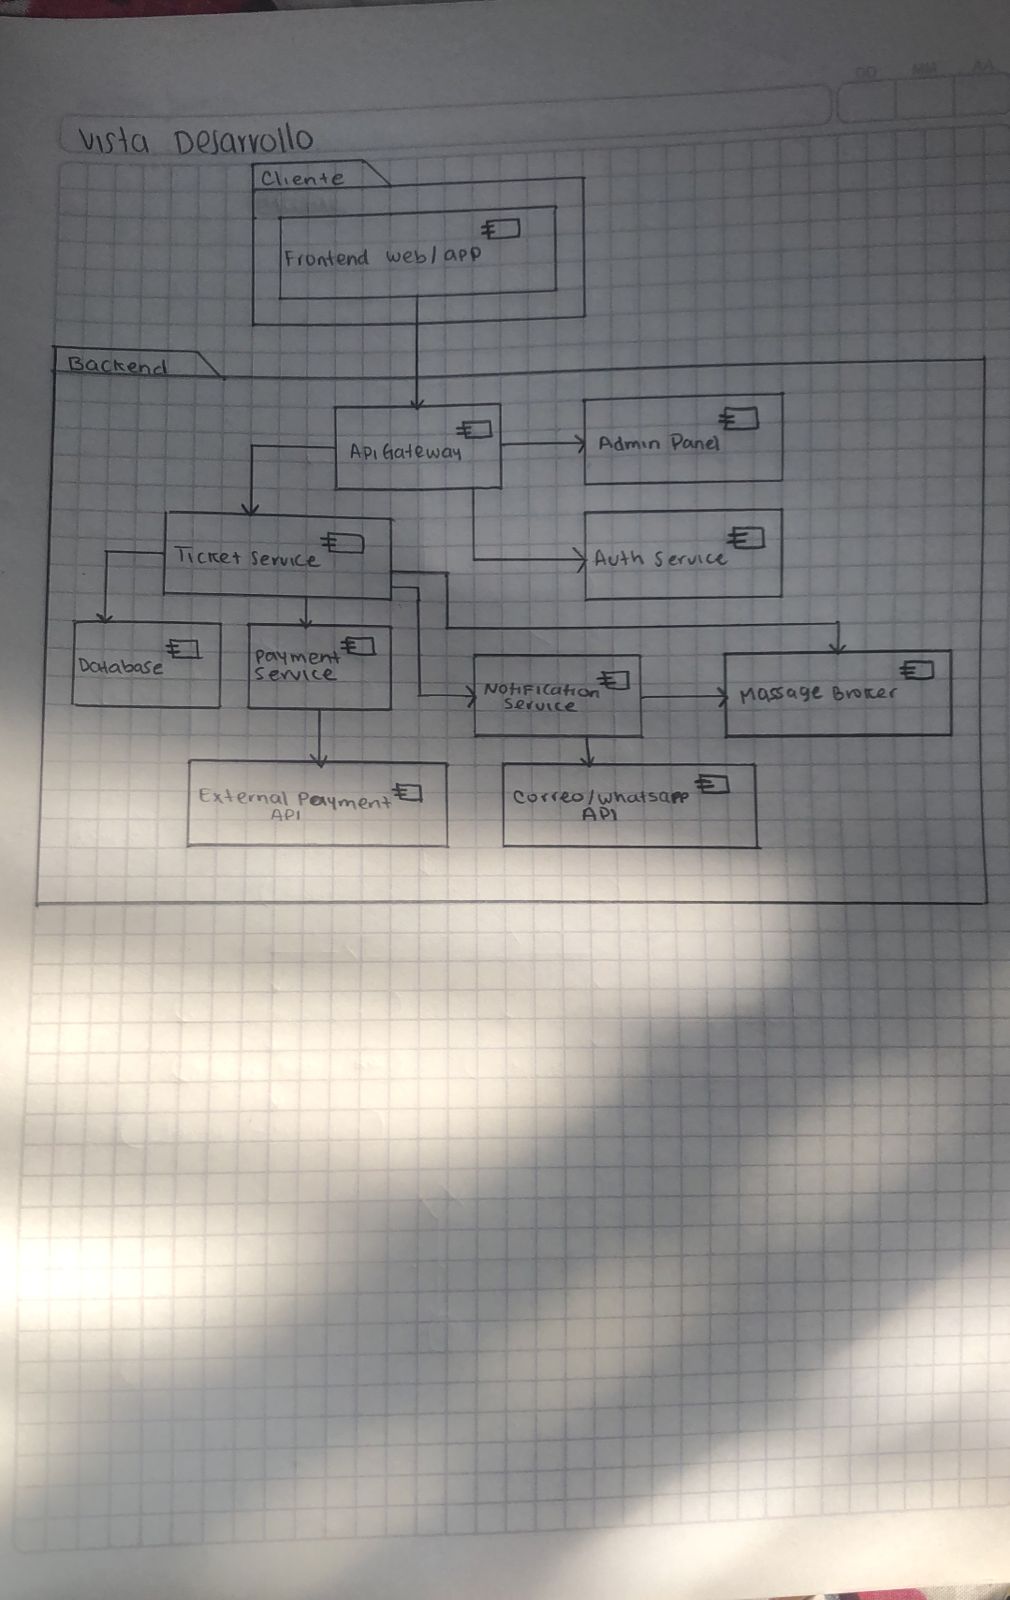 DD MM AA
Vista Desarrollo
Cliente
Frontend web/app
Backend
Api Gateway
Admin Panel
Ticket Service
Auth Service
Database
Payment
Service
Notification
Service
Massage Broker
External Payment
API
Correo/whatsapp
API